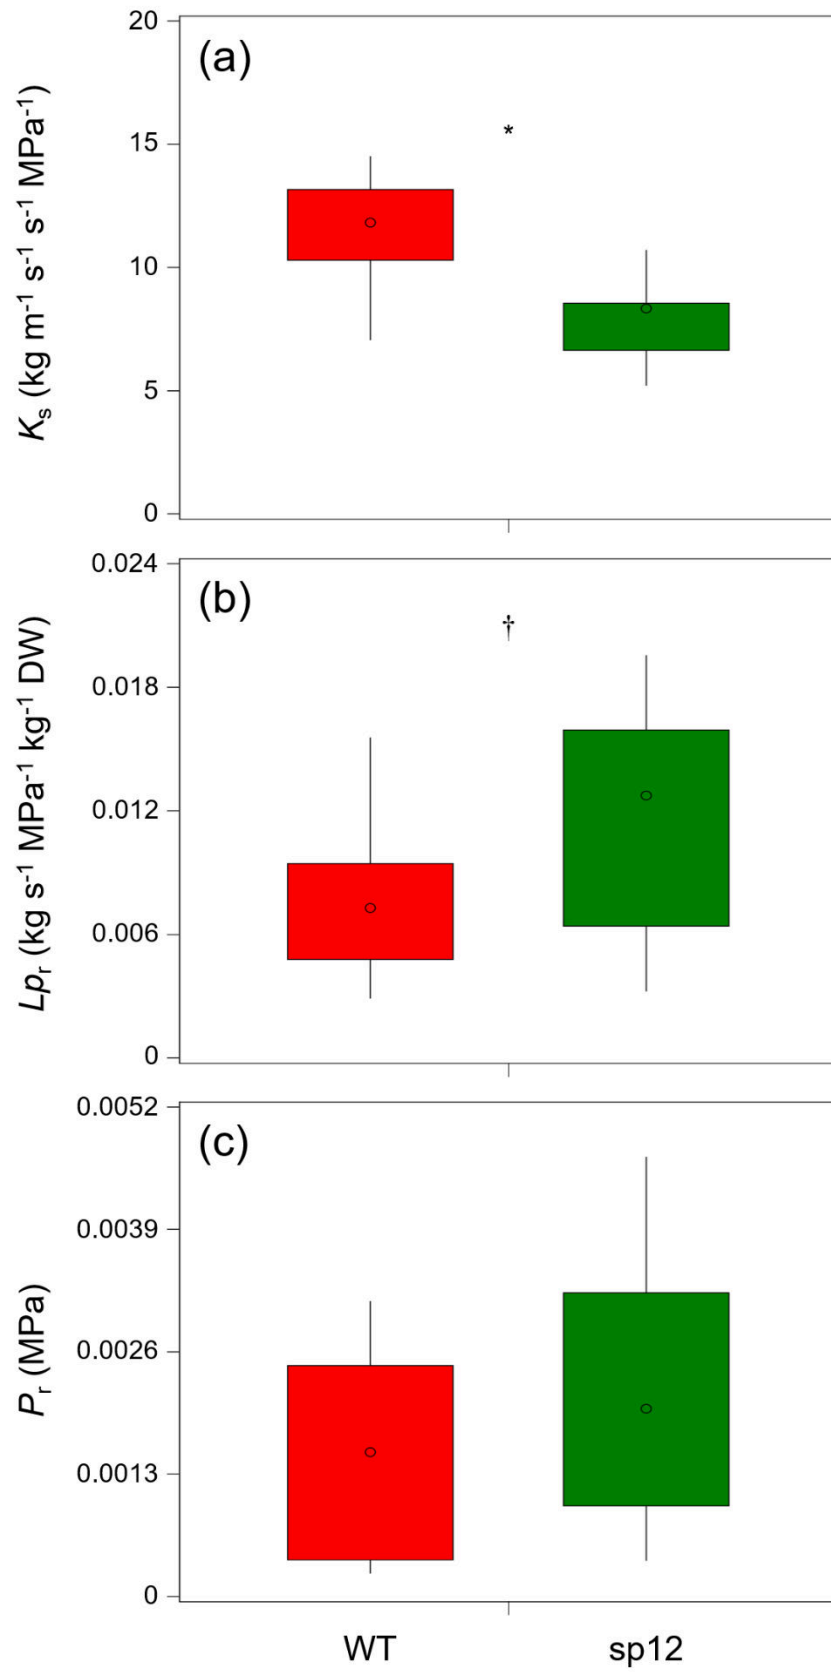 (a)
*
20
15
10
5
0
Kₛ (kg m⁻¹ s⁻¹ s⁻¹ MPa⁻¹)
(b)
†
0.024
0.018
0.012
0.006
0
Lpᵣ (kg s⁻¹ MPa⁻¹ kg⁻¹ DW)
(c)
0.0052
0.0039
0.0026
0.0013
0
Pᵣ (MPa)
WT sp12